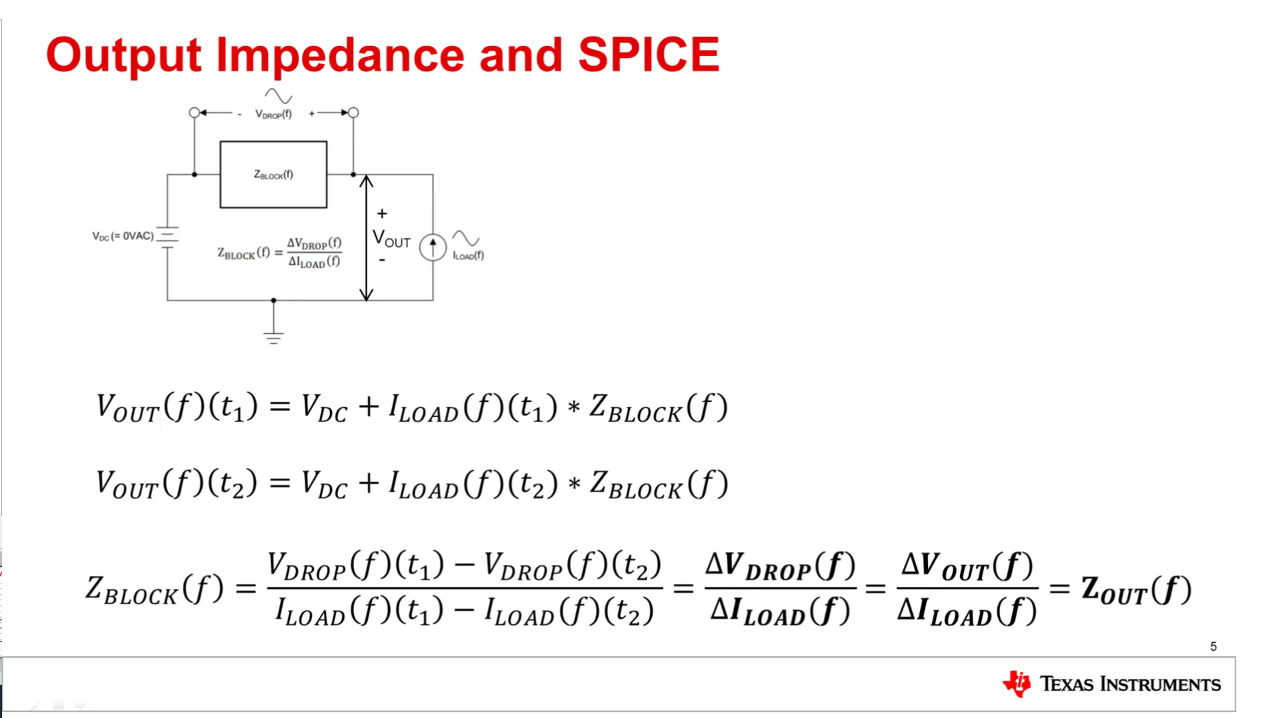 Output Impedance and SPICE
- V_DROP(f) +
Z_BLOCK(f)
+
V_DC (= 0VAC)
V_OUT
Z_BLOCK(f) = ΔV_DROP(f) / ΔI_LOAD(f)
I_LOAD(f)
-
V_OUT(f)(t_1) = V_DC + I_LOAD(f)(t_1) ∗ Z_BLOCK(f)
V_OUT(f)(t_2) = V_DC + I_LOAD(f)(t_2) ∗ Z_BLOCK(f)
Z_BLOCK(f) = (V_DROP(f)(t_1) − V_DROP(f)(t_2)) / (I_LOAD(f)(t_1) − I_LOAD(f)(t_2)) = ΔV_DROP(f) / ΔI_LOAD(f) = ΔV_OUT(f) / ΔI_LOAD(f) = Z_OUT(f)
5
TEXAS INSTRUMENTS